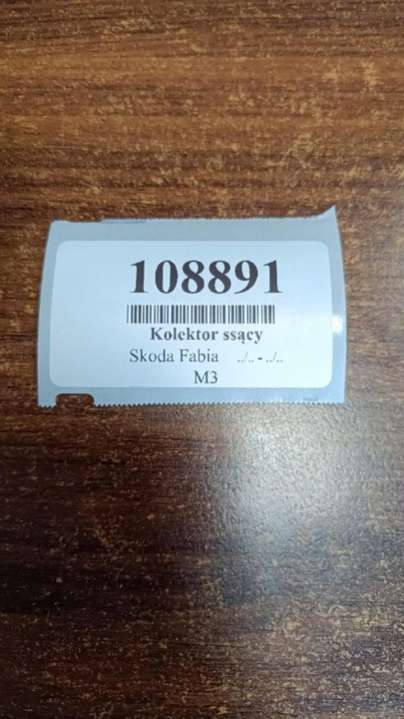 108891
Kolektor ssący
Skoda Fabia ../.. - ../..
M3